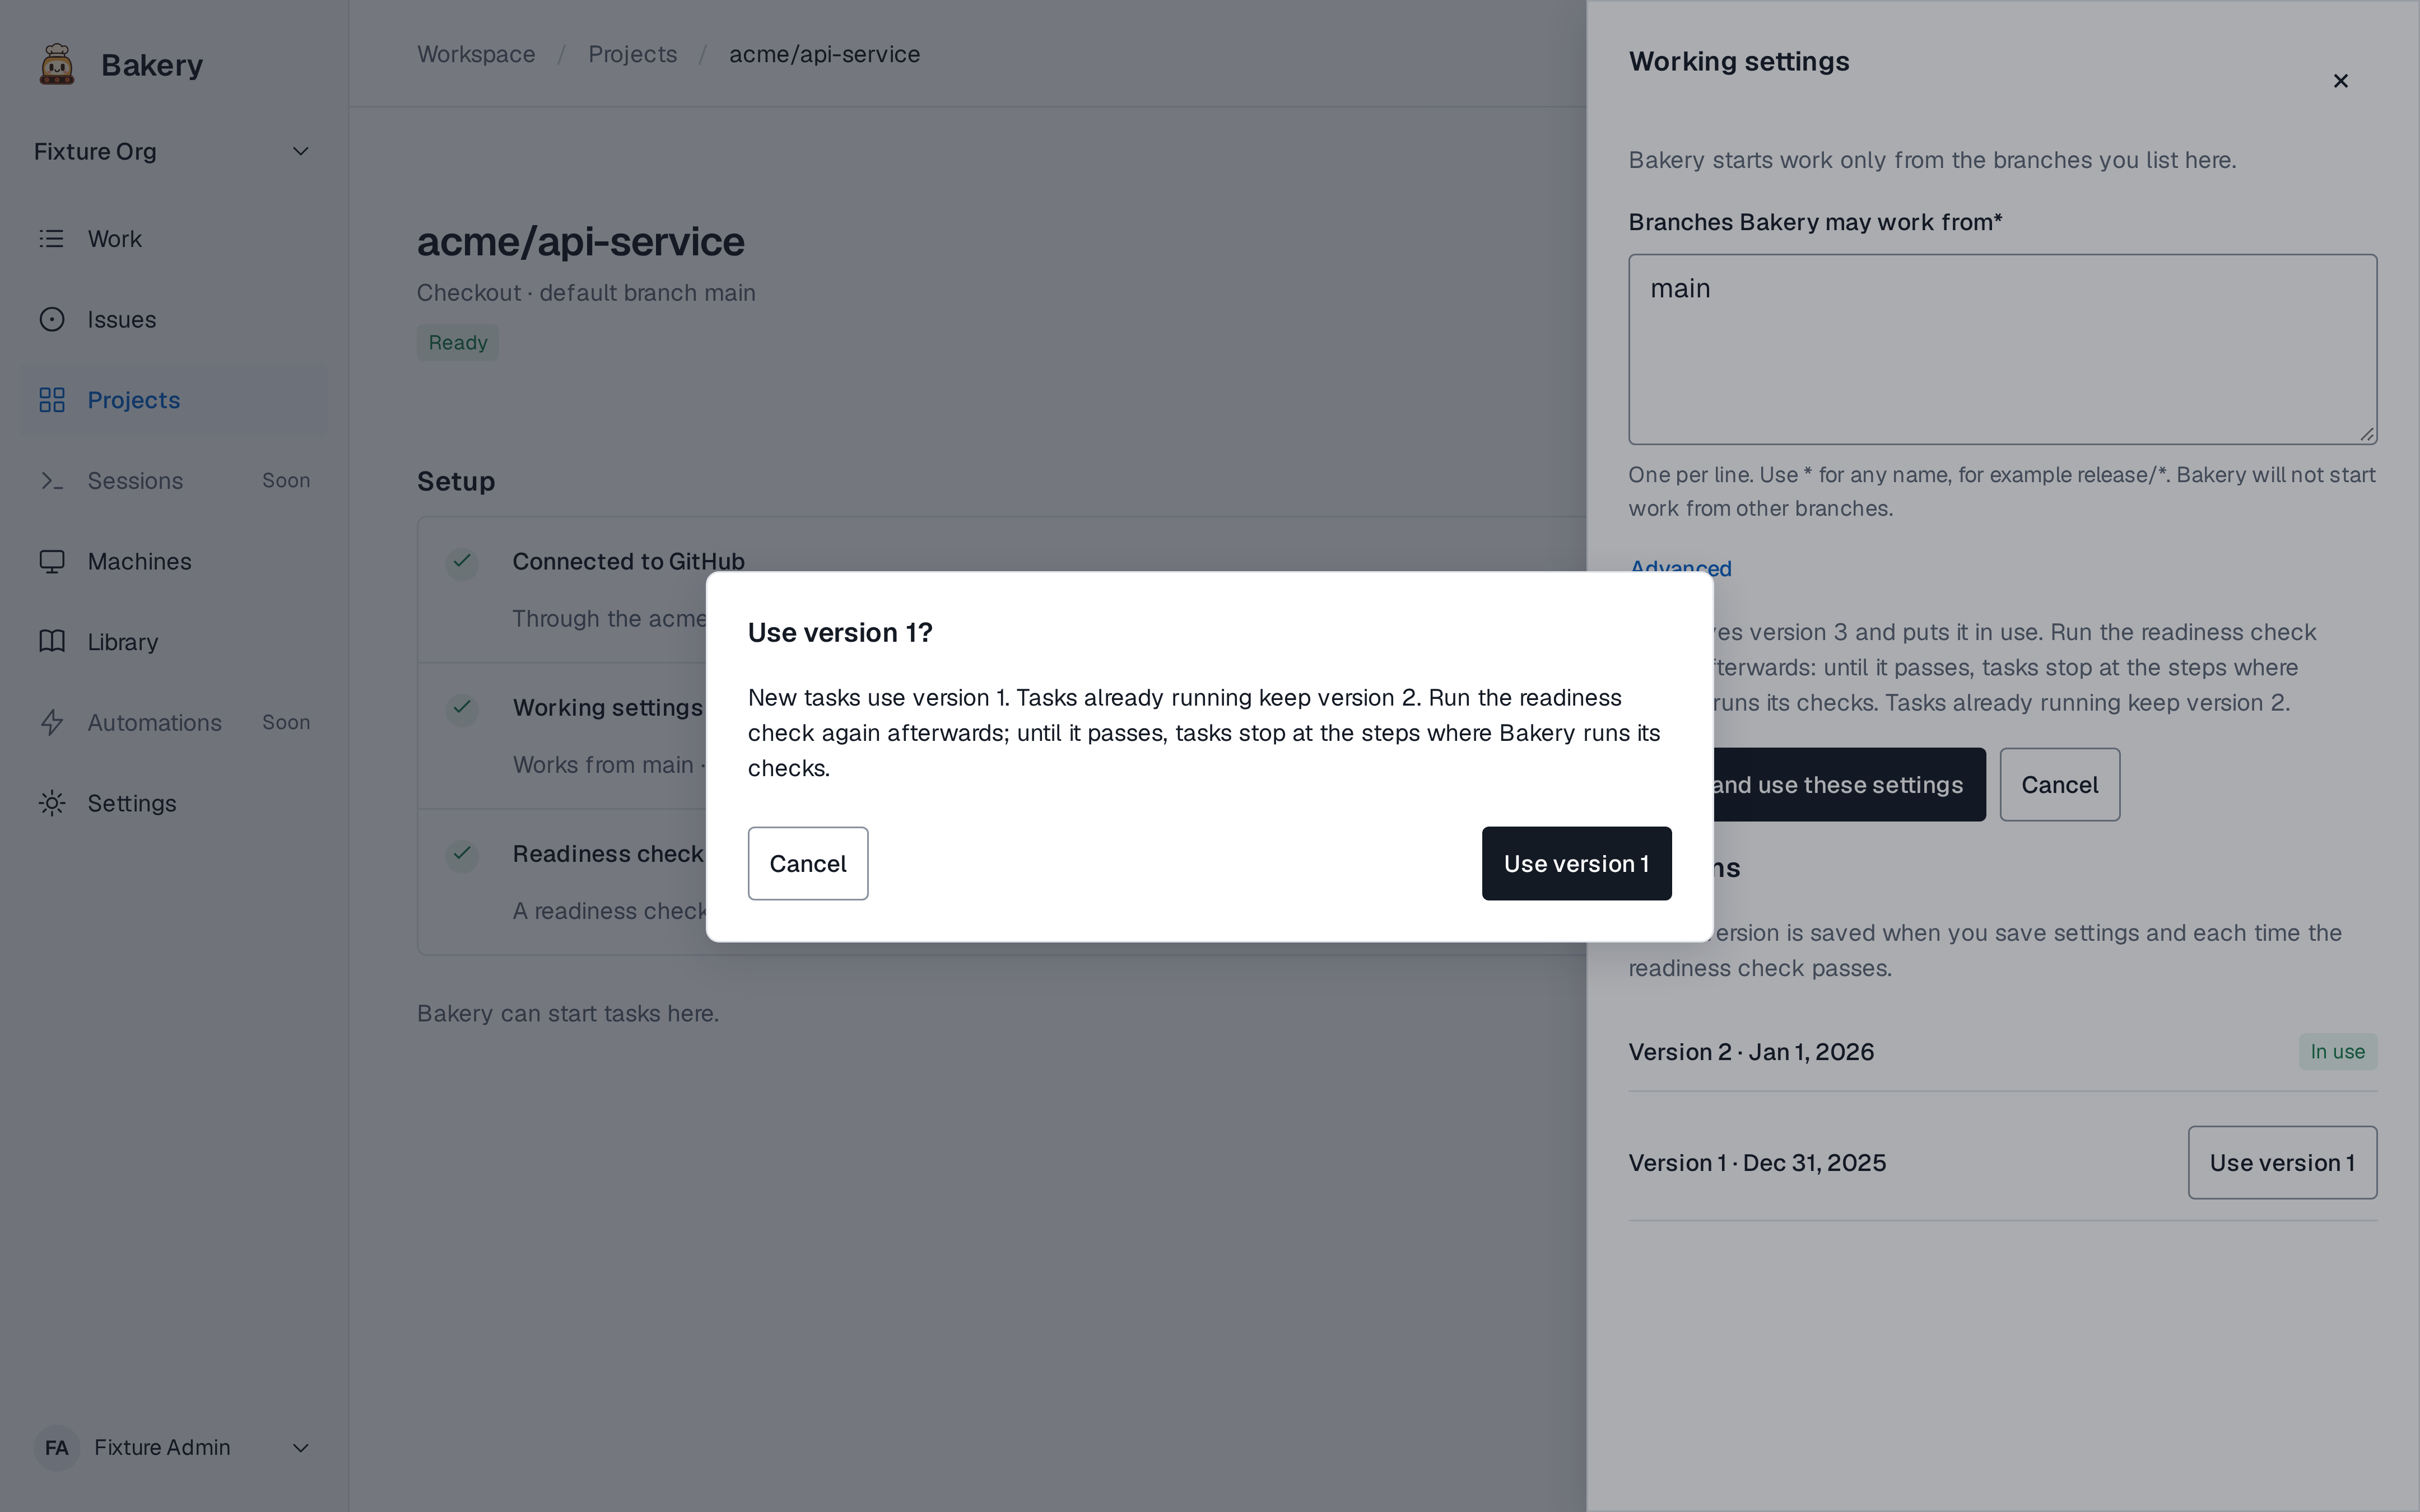 Bakery
Fixture Org
Work
Issues
Projects
Sessions Soon
Machines
Library
Automations Soon
Settings
FA Fixture Admin
Workspace / Projects / acme/api-service
acme/api-service
Checkout · default branch main
Ready
Setup
Connected to GitHub
Through the acme
Working settings
Works from main ·
Readiness check
A readiness check
Bakery can start tasks here.
Use version 1?
New tasks use version 1. Tasks already running keep version 2. Run the readiness
check again afterwards; until it passes, tasks stop at the steps where Bakery runs its
checks.
Cancel
Use version 1
Working settings
Bakery starts work only from the branches you list here.
Branches Bakery may work from*
main
One per line. Use * for any name, for example release/*. Bakery will not start
work from other branches.
Advanced
version 3 and puts it in use. Run the readiness check
afterwards: until it passes, tasks stop at the steps where
runs its checks. Tasks already running keep version 2.
and use these settings
Cancel
version is saved when you save settings and each time the
readiness check passes.
Version 2 · Jan 1, 2026
In use
Version 1 · Dec 31, 2025
Use version 1